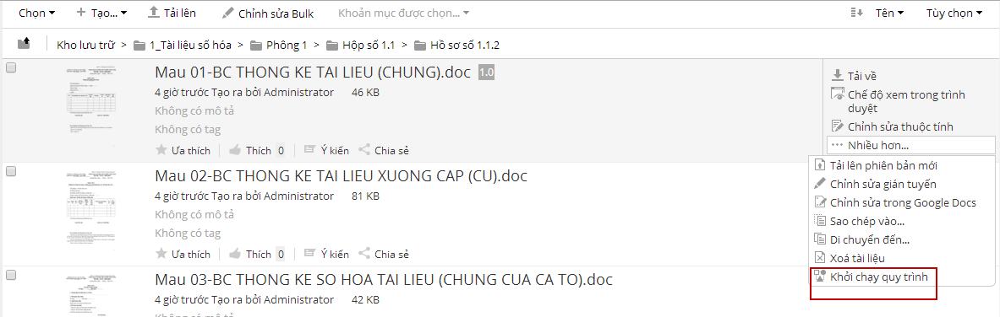 Chọn Tạo... Tải lên Chỉnh sửa Bulk Khoản mục được chọn... Tên Tùy chọn
Kho lưu trữ > 1_Tài liệu số hóa > Phông 1 > Hộp số 1.1 > Hồ sơ số 1.1.2
Mau 01-BC THONG KE TAI LIEU (CHUNG).doc 1.0
4 giờ trước Tạo ra bởi Administrator 46 KB
Không có mô tả
Không có tag
Ưa thích Thích 0 Ý kiến Chia sẻ
Tải về
Chế độ xem trong trình
duyệt
Chỉnh sửa thuộc tính
Nhiều hơn...
Tải lên phiên bản mới
Chỉnh sửa gián tuyến
Chỉnh sửa trong Google Docs
Sao chép vào...
Di chuyển đến...
Xoá tài liệu
Khởi chạy quy trình
Mau 02-BC THONG KE TAI LIEU XUONG CAP (CU).doc
4 giờ trước Tạo ra bởi Administrator 81 KB
Không có mô tả
Không có tag
Ưa thích Thích 0 Ý kiến Chia sẻ
Mau 03-BC THONG KE SO HOA TAI LIEU (CHUNG CUA CA TO).doc
4 giờ trước Tạo ra bởi Administrator 42 KB
Không có mô tả